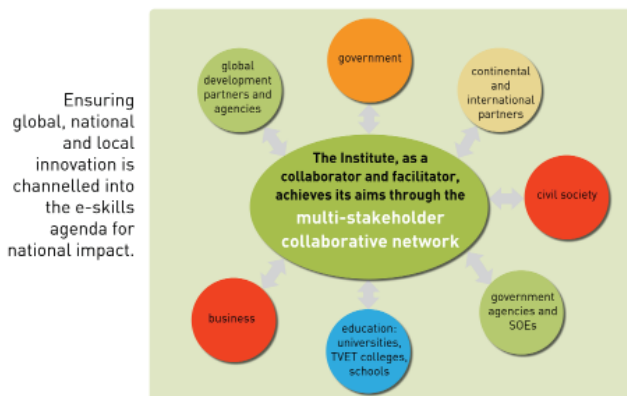 Ensuring
global, national
and local
innovation is
channelled into
the e-skills
agenda for
national impact.
government
global
development
partners and
agencies
continental
and
international
partners
The Institute, as a
collaborator and facilitator,
achieves its aims through the
multi-stakeholder
collaborative network
civil society
business
education:
universities,
TVET colleges,
schools
government
agencies and
SOEs